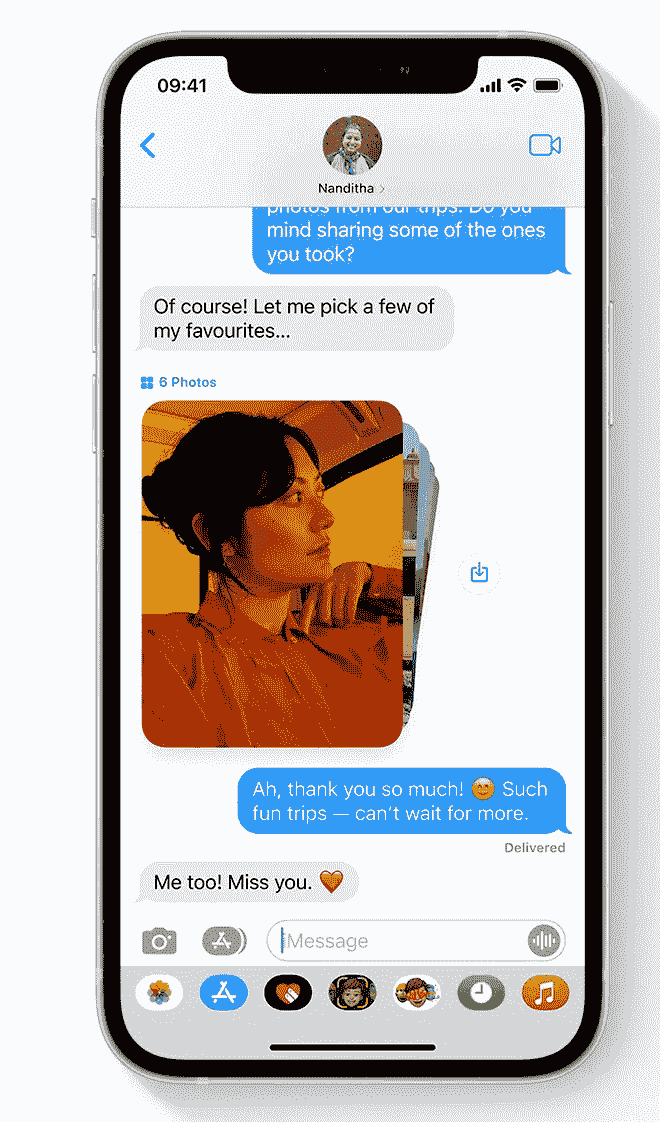 09:41
Nanditha
photos from our trips. Do you
mind sharing some of the ones
you took?
Of course! Let me pick a few of
my favourites...
6 Photos
Ah, thank you so much! 😊 Such
fun trips — can’t wait for more.
Delivered
Me too! Miss you. ❤️
iMessage